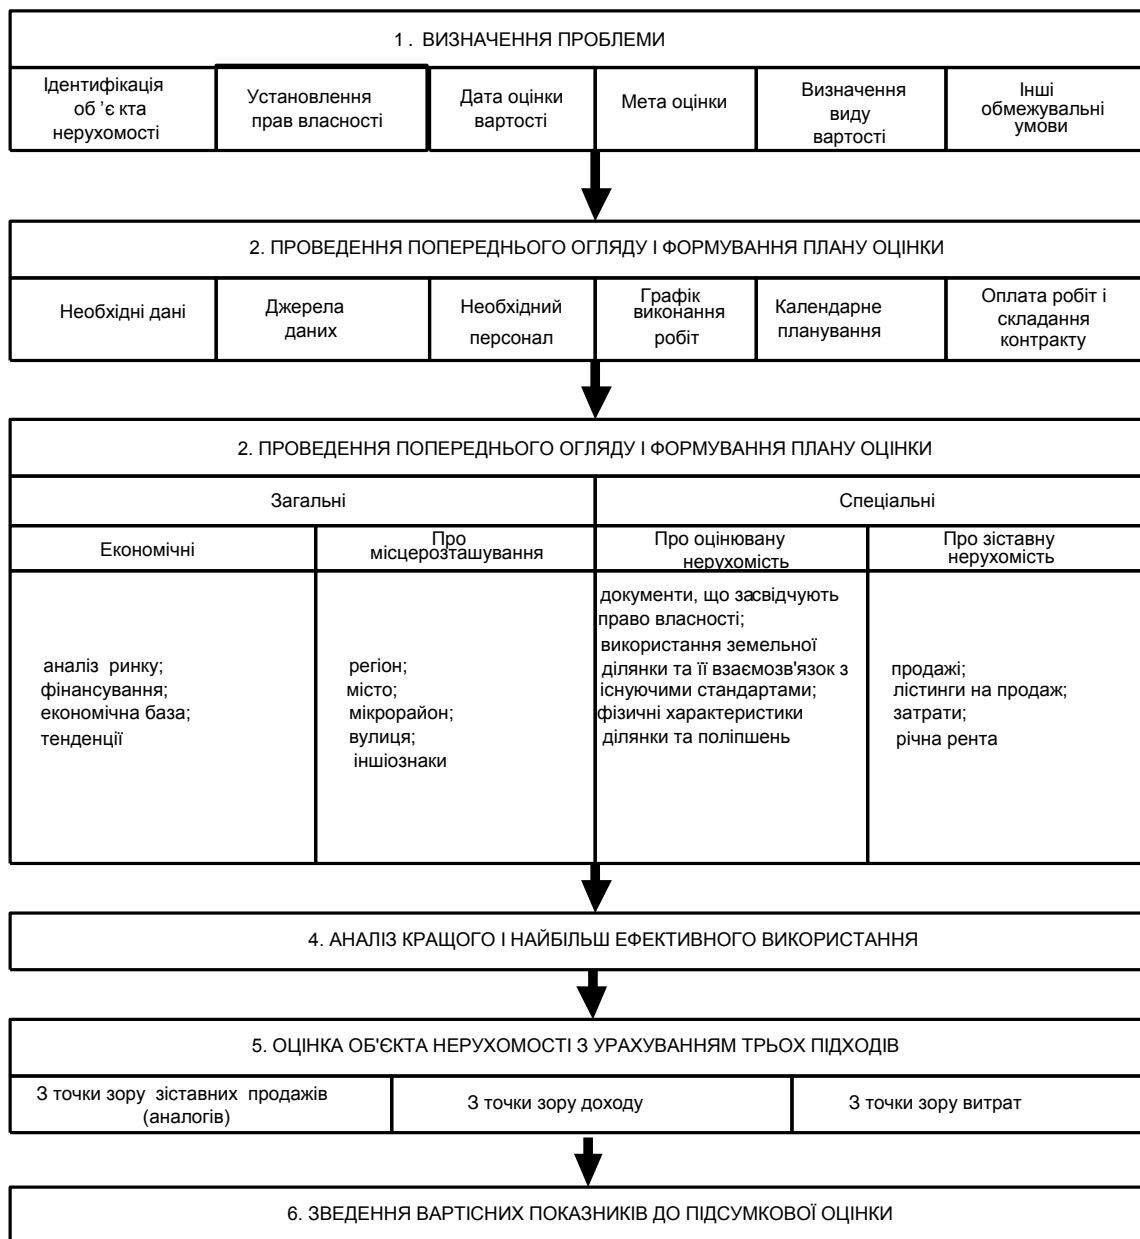 1 . ВИЗНАЧЕННЯ ПРОБЛЕМИ
Ідентифікація
об 'є кта
нерухомості
Установлення
прав власності
Дата оцінки
вартості
Мета оцінки
Визначення
виду
вартості
Інші
обмежувальні
умови
2. ПРОВЕДЕННЯ ПОПЕРЕДНЬОГО ОГЛЯДУ І ФОРМУВАННЯ ПЛАНУ ОЦІНКИ
Необхідні дані
Джерела
даних
Необхідний
персонал
Графік
виконання
робіт
Календарне
планування
Оплата робіт і
складання
контракту
2. ПРОВЕДЕННЯ ПОПЕРЕДНЬОГО ОГЛЯДУ І ФОРМУВАННЯ ПЛАНУ ОЦІНКИ
Загальні
Спеціальні
Економічні
Про
місцерозташування
Про оцінювану
нерухомість
Про зіставну
нерухомість
аналіз ринку;
фінансування;
економічна база;
тенденції
регіон;
місто;
мікрорайон;
вулиця;
іншіознаки
документи, що засвідчують
право власності;
використання земельної
ділянки та її взаємозв'язок з
існуючими стандартами;
фізичні характеристики
ділянки та поліпшень
продажі;
лістинги на продаж;
затрати;
річна рента
4. АНАЛІЗ КРАЩОГО І НАЙБІЛЬШ ЕФЕКТИВНОГО ВИКОРИСТАННЯ
5. ОЦІНКА ОБ'ЄКТА НЕРУХОМОСТІ З УРАХУВАННЯМ ТРЬОХ ПІДХОДІВ
З точки зору зіставних продажів
(аналогів)
З точки зору доходу
З точки зору витрат
6. ЗВЕДЕННЯ ВАРТІСНИХ ПОКАЗНИКІВ ДО ПІДСУМКОВОЇ ОЦІНКИ